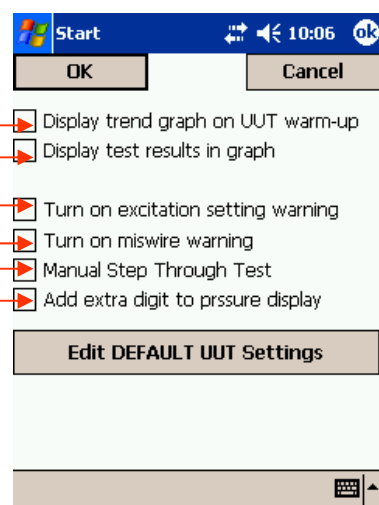 Start 10:06 ok
OK Cancel
Display trend graph on UUT warm-up
Display test results in graph
Turn on excitation setting warning
Turn on miswire warning
Manual Step Through Test
Add extra digit to prssure display
Edit DEFAULT UUT Settings